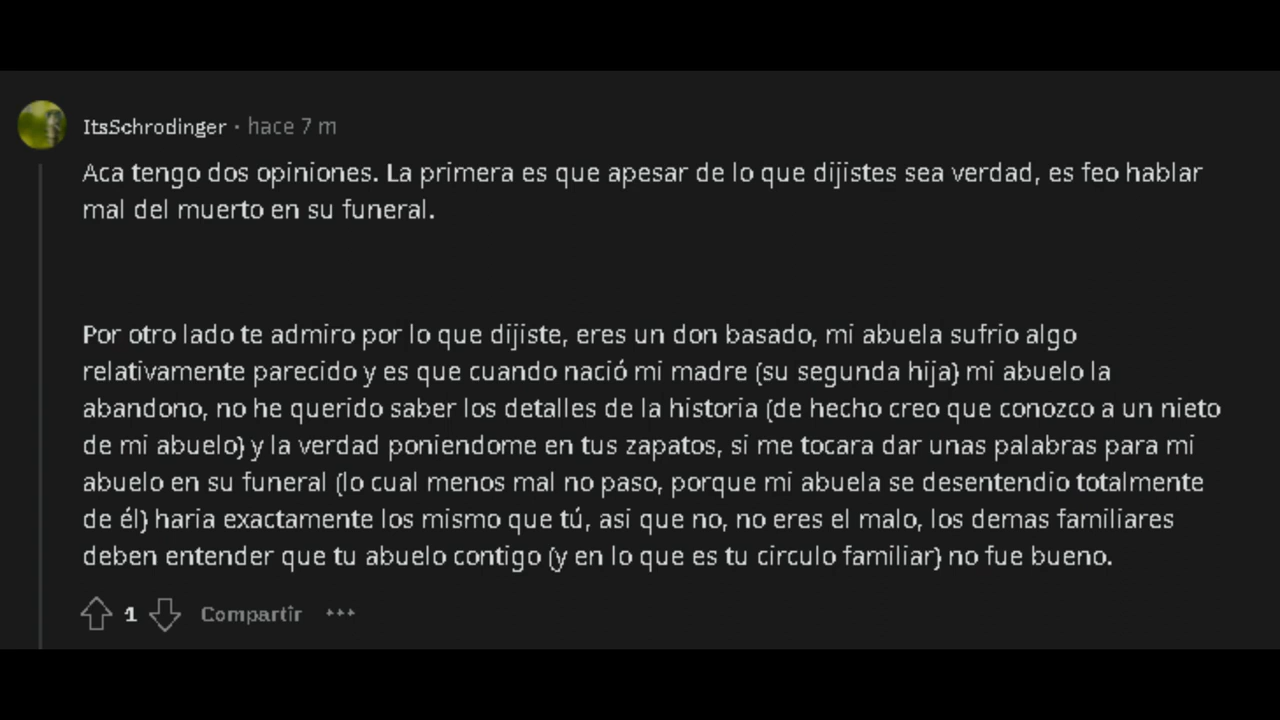 ItsSchrodinger · hace 7 m
Aca tengo dos opiniones. La primera es que apesar de lo que dijistes sea verdad, es feo hablar
mal del muerto en su funeral.
Por otro lado te admiro por lo que dijiste, eres un don basado, mi abuela sufrio algo
relativamente parecido y es que cuando nació mi madre (su segunda hija) mi abuelo la
abandono, no he querido saber los detalles de la historia (de hecho creo que conozco a un nieto
de mi abuelo) y la verdad poniendome en tus zapatos, si me tocara dar unas palabras para mi
abuelo en su funeral (lo cual menos mal no paso, porque mi abuela se desentendio totalmente
de él) haria exactamente los mismo que tú, asi que no, no eres el malo, los demas familiares
deben entender que tu abuelo contigo (y en lo que es tu circulo familiar) no fue bueno.
1 Compartir ···